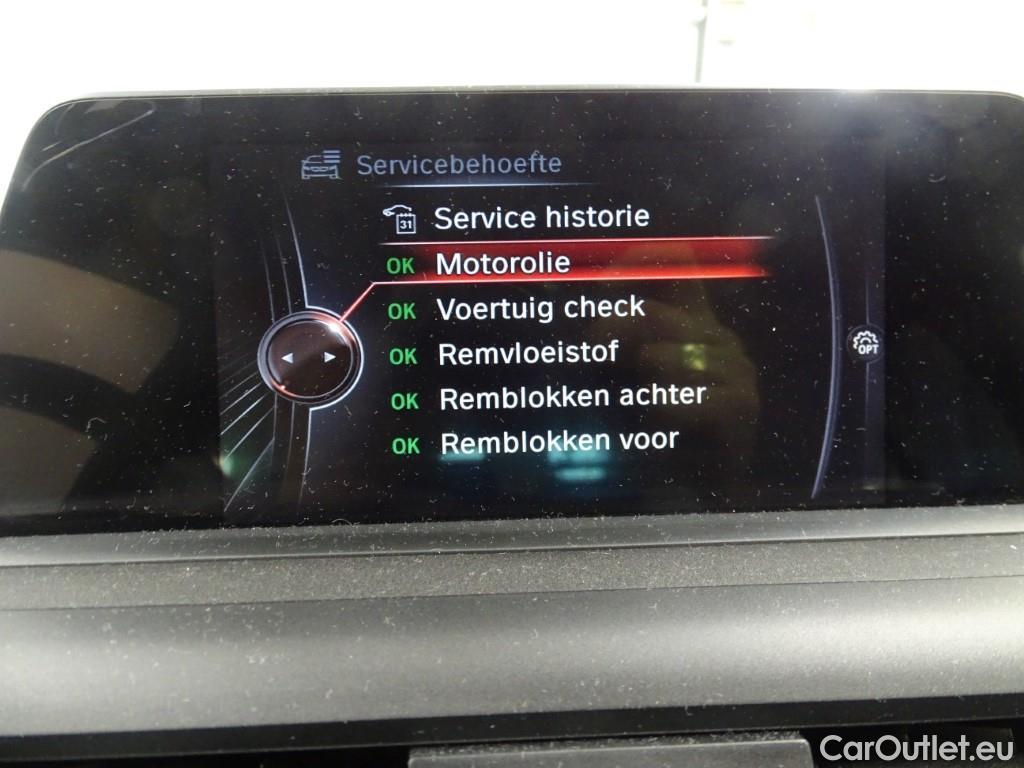 Servicebehoefte
31 Service historie
OK Motorolie
OK Voertuig check
OK Remvloeistof
OPT
OK Remblokken achter
OK Remblokken voor
CarOutlet.eu